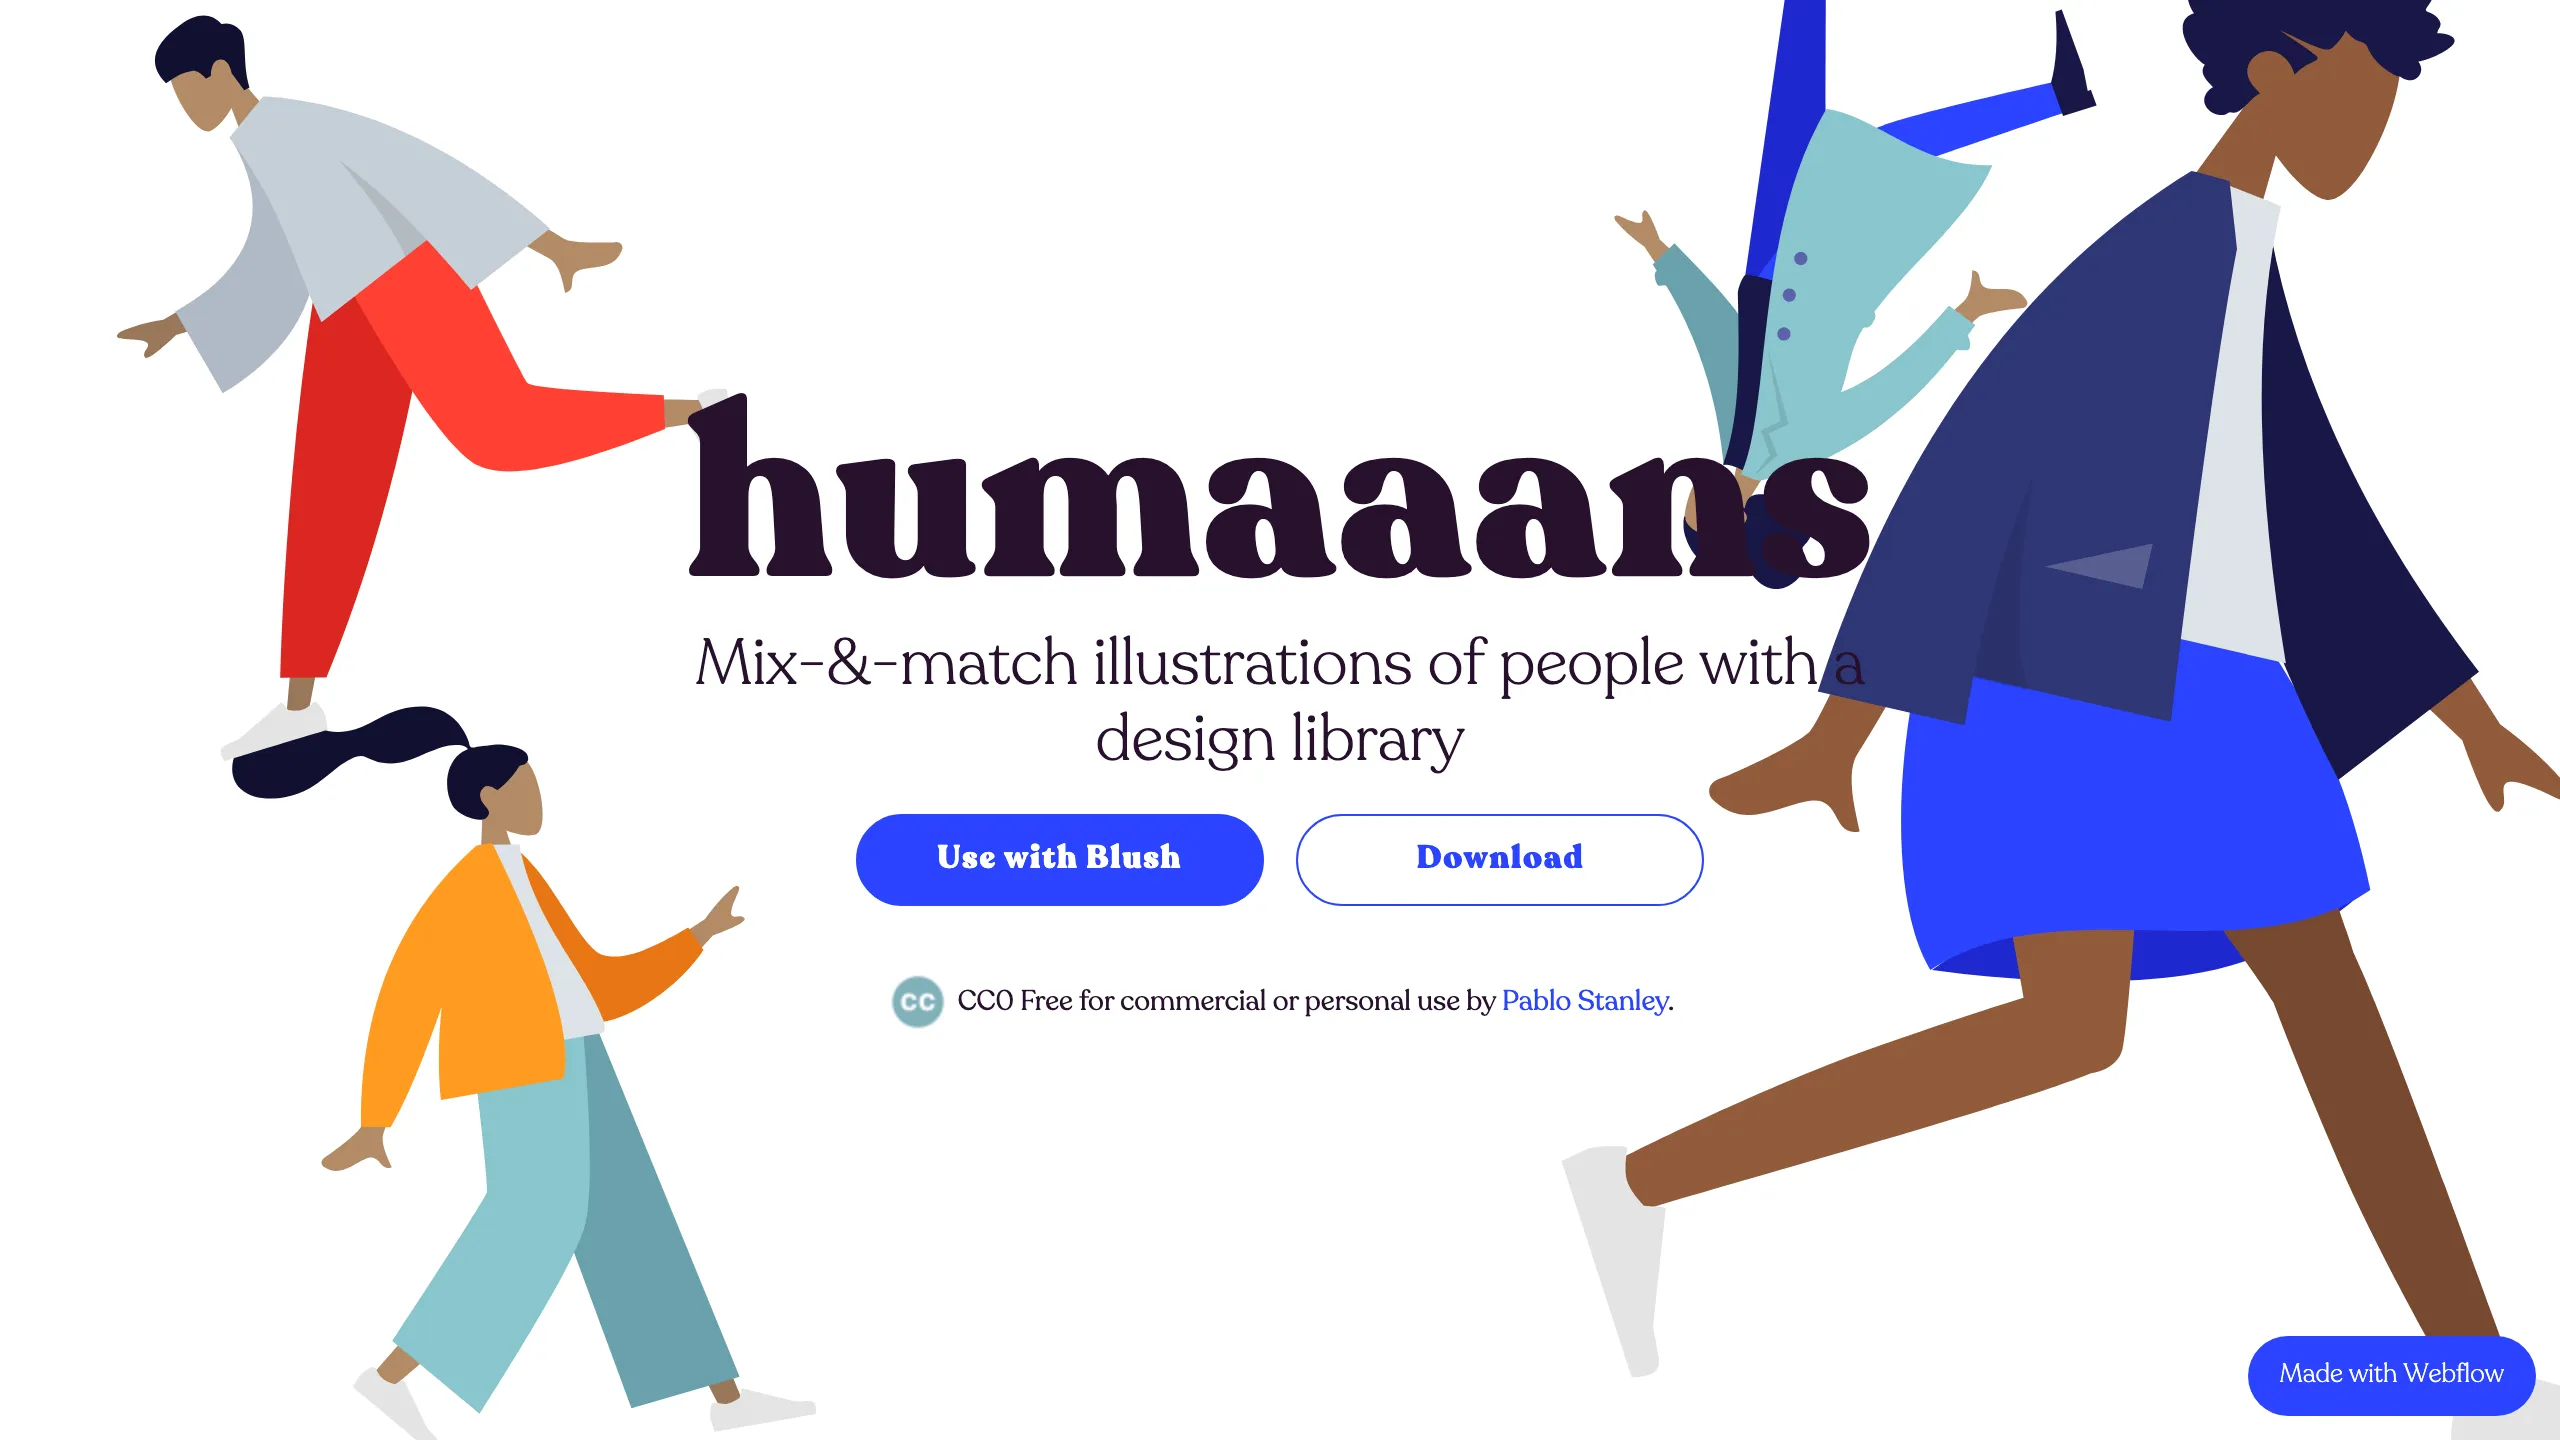 humaaans
Mix-&-match illustrations of people with a
design library
Use with Blush
Download
CC CC0 Free for commercial or personal use by Pablo Stanley.
Made with Webflow